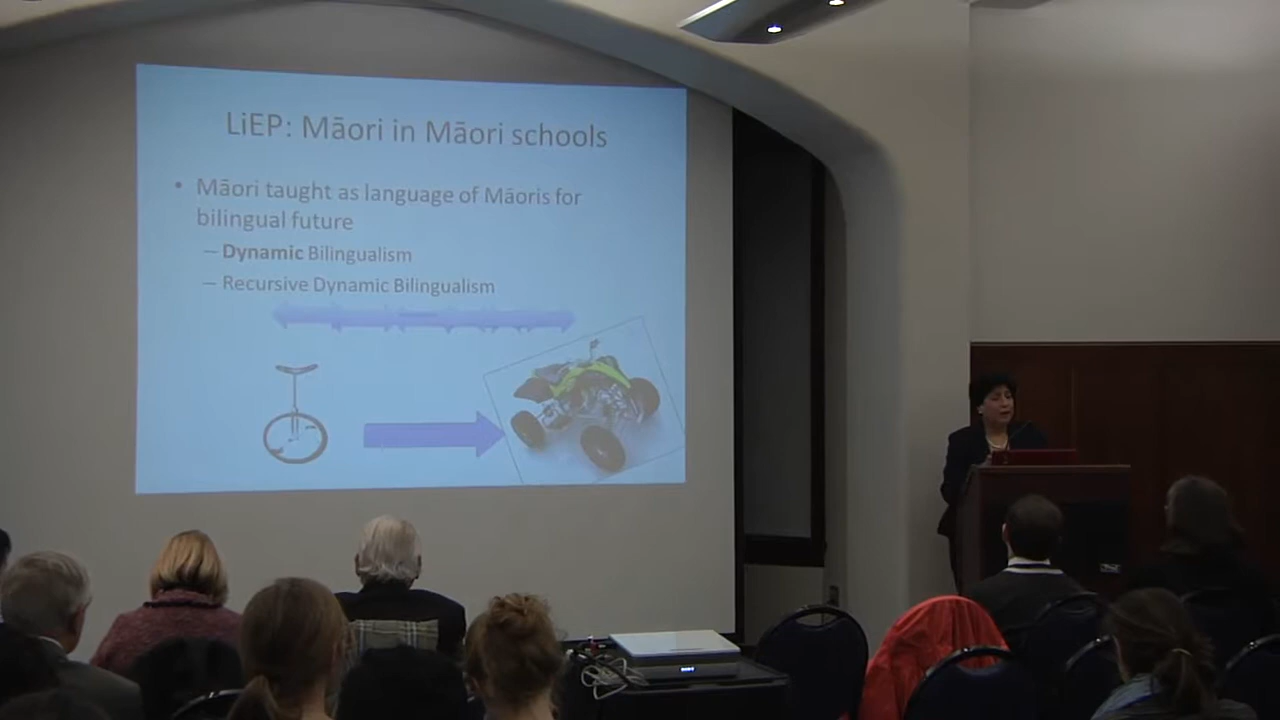 LiEP: Māori in Māori schools
• Māori taught as language of Māoris for
bilingual future
– Dynamic Bilingualism
– Recursive Dynamic Bilingualism